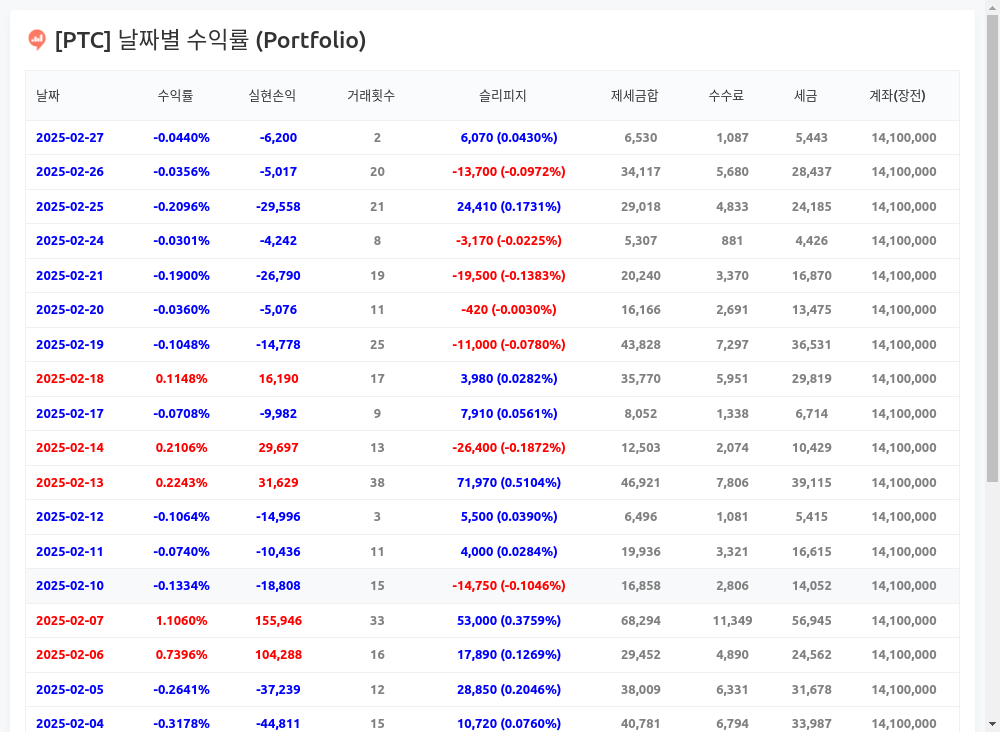 [PTC] 날짜별 수익률 (Portfolio)
날짜 수익률 실현손익 거래횟수 슬리피지 제세금합 수수료 세금 계좌(장전)
2025-02-27 -0.0440% -6,200 2 6,070 (0.0430%) 6,530 1,087 5,443 14,100,000
2025-02-26 -0.0356% -5,017 20 -13,700 (-0.0972%) 34,117 5,680 28,437 14,100,000
2025-02-25 -0.2096% -29,558 21 24,410 (0.1731%) 29,018 4,833 24,185 14,100,000
2025-02-24 -0.0301% -4,242 8 -3,170 (-0.0225%) 5,307 881 4,426 14,100,000
2025-02-21 -0.1900% -26,790 19 -19,500 (-0.1383%) 20,240 3,370 16,870 14,100,000
2025-02-20 -0.0360% -5,076 11 -420 (-0.0030%) 16,166 2,691 13,475 14,100,000
2025-02-19 -0.1048% -14,778 25 -11,000 (-0.0780%) 43,828 7,297 36,531 14,100,000
2025-02-18 0.1148% 16,190 17 3,980 (0.0282%) 35,770 5,951 29,819 14,100,000
2025-02-17 -0.0708% -9,982 9 7,910 (0.0561%) 8,052 1,338 6,714 14,100,000
2025-02-14 0.2106% 29,697 13 -26,400 (-0.1872%) 12,503 2,074 10,429 14,100,000
2025-02-13 0.2243% 31,629 38 71,970 (0.5104%) 46,921 7,806 39,115 14,100,000
2025-02-12 -0.1064% -14,996 3 5,500 (0.0390%) 6,496 1,081 5,415 14,100,000
2025-02-11 -0.0740% -10,436 11 4,000 (0.0284%) 19,936 3,321 16,615 14,100,000
2025-02-10 -0.1334% -18,808 15 -14,750 (-0.1046%) 16,858 2,806 14,052 14,100,000
2025-02-07 1.1060% 155,946 33 53,000 (0.3759%) 68,294 11,349 56,945 14,100,000
2025-02-06 0.7396% 104,288 16 17,890 (0.1269%) 29,452 4,890 24,562 14,100,000
2025-02-05 -0.2641% -37,239 12 28,850 (0.2046%) 38,009 6,331 31,678 14,100,000
2025-02-04 -0.3178% -44,811 15 10,720 (0.0760%) 40,781 6,794 33,987 14,100,000